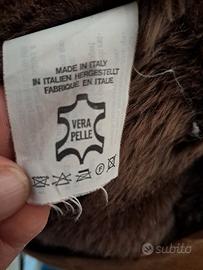 MADE IN ITALY
IN ITALIEN HERGESTELLT
FABRIQUE EN ITALIE
VERA
PELLE
F
subito